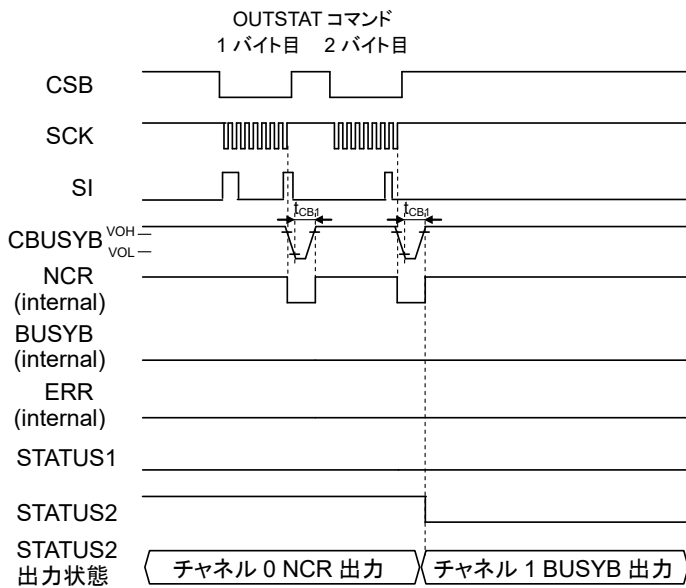 OUTSTAT コマンド
1 バイト目 2 バイト目
CSB
SCK
SI
tCB1 tCB1
CBUSYB VOH
VOL
NCR
(internal)
BUSYB
(internal)
ERR
(internal)
STATUS1
STATUS2
STATUS2
出力状態
チャネル 0 NCR 出力 チャネル 1 BUSYB 出力